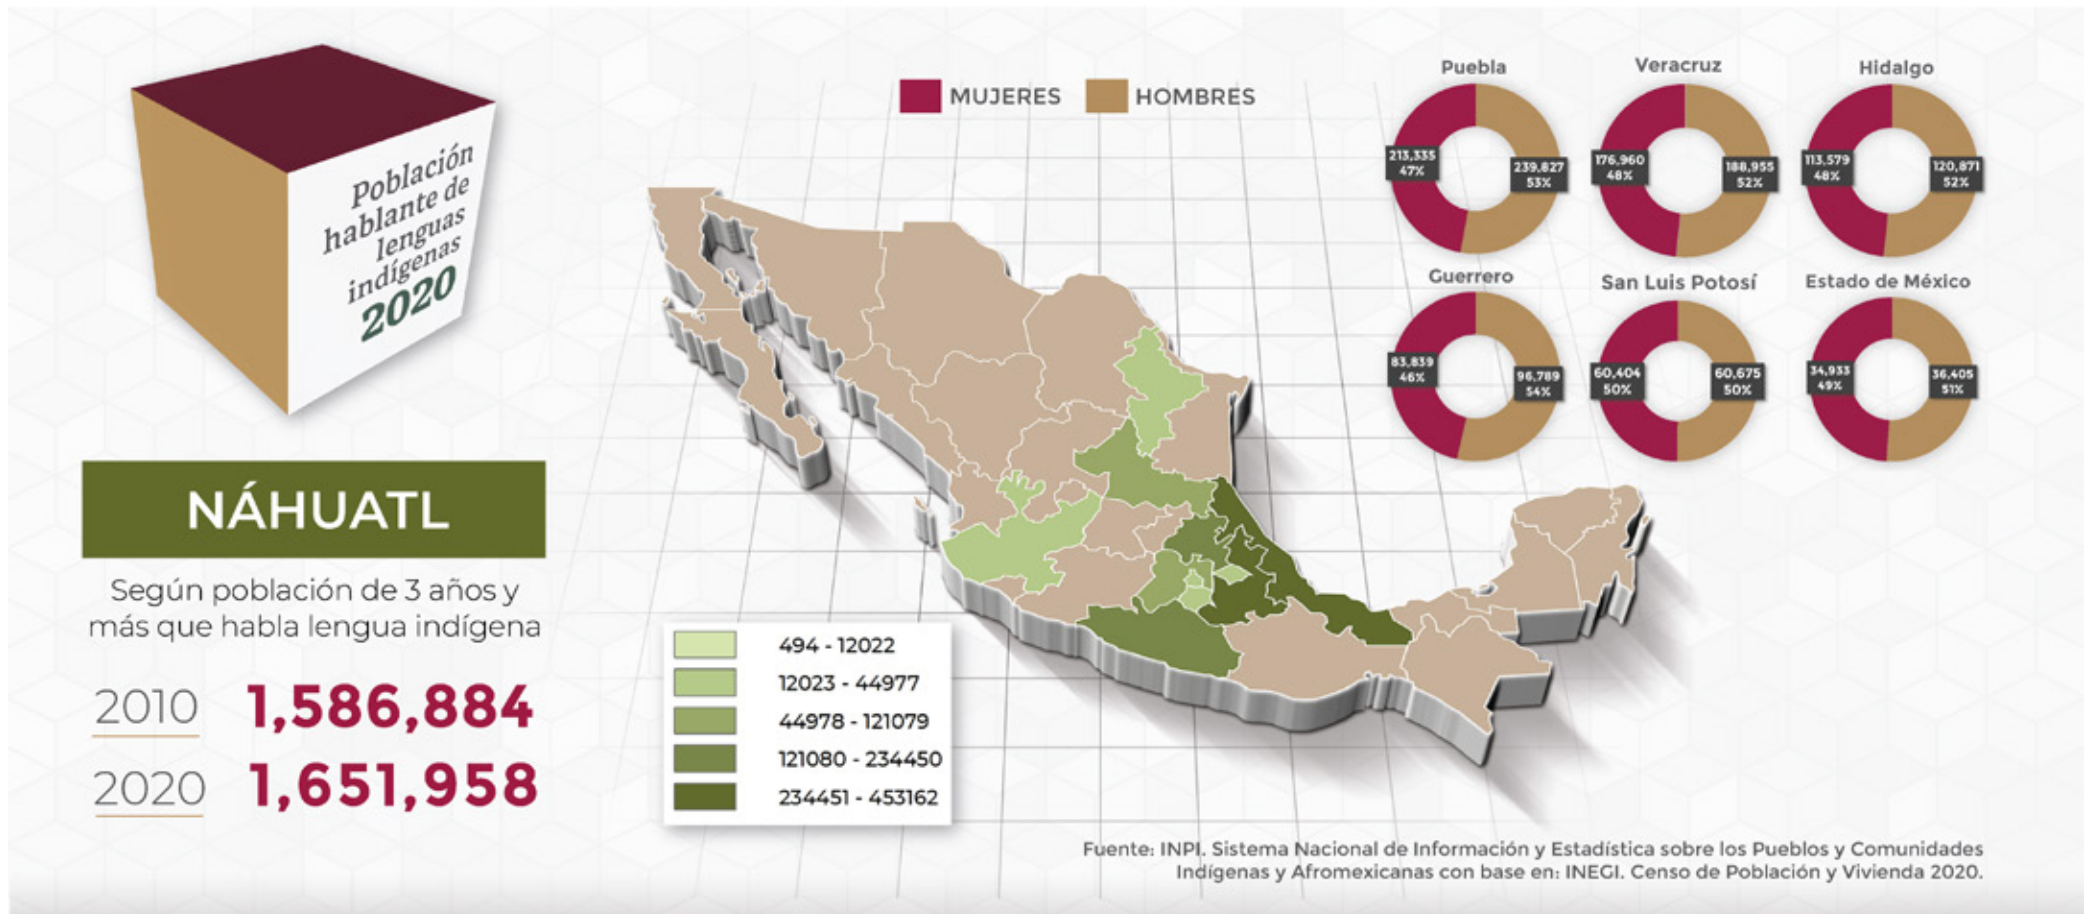 Población
hablante de
lenguas
indígenas
2020
NÁHUATL
Según población de 3 años y
más que habla lengua indígena
2010 1,586,884
2020 1,651,958
MUJERES HOMBRES
494 - 12022
12023 - 44977
44978 - 121079
121080 - 234450
234451 - 453162
Puebla
213,335
47%
239,827
53%
Veracruz
176,960
48%
188,955
52%
Hidalgo
113,579
48%
120,871
52%
Guerrero
83,839
46%
96,789
54%
San Luis Potosí
60,404
50%
60,675
50%
Estado de México
34,933
49%
36,405
51%
Fuente: INPI. Sistema Nacional de Información y Estadística sobre los Pueblos y Comunidades
Indígenas y Afromexicanas con base en: INEGI. Censo de Población y Vivienda 2020.